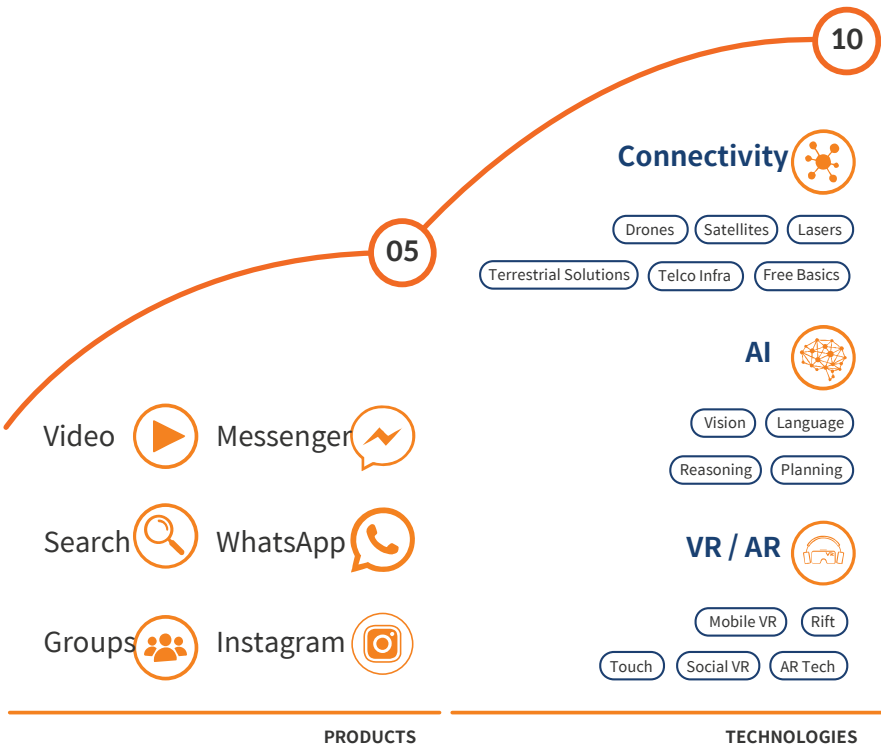 10
Connectivity
Drones Satellites Lasers
Terrestrial Solutions Telco Infra Free Basics
05
AI
Vision Language
Reasoning Planning
Video Messenger
Search WhatsApp
Groups Instagram
VR / AR
Mobile VR Rift
Touch Social VR AR Tech
PRODUCTS
TECHNOLOGIES